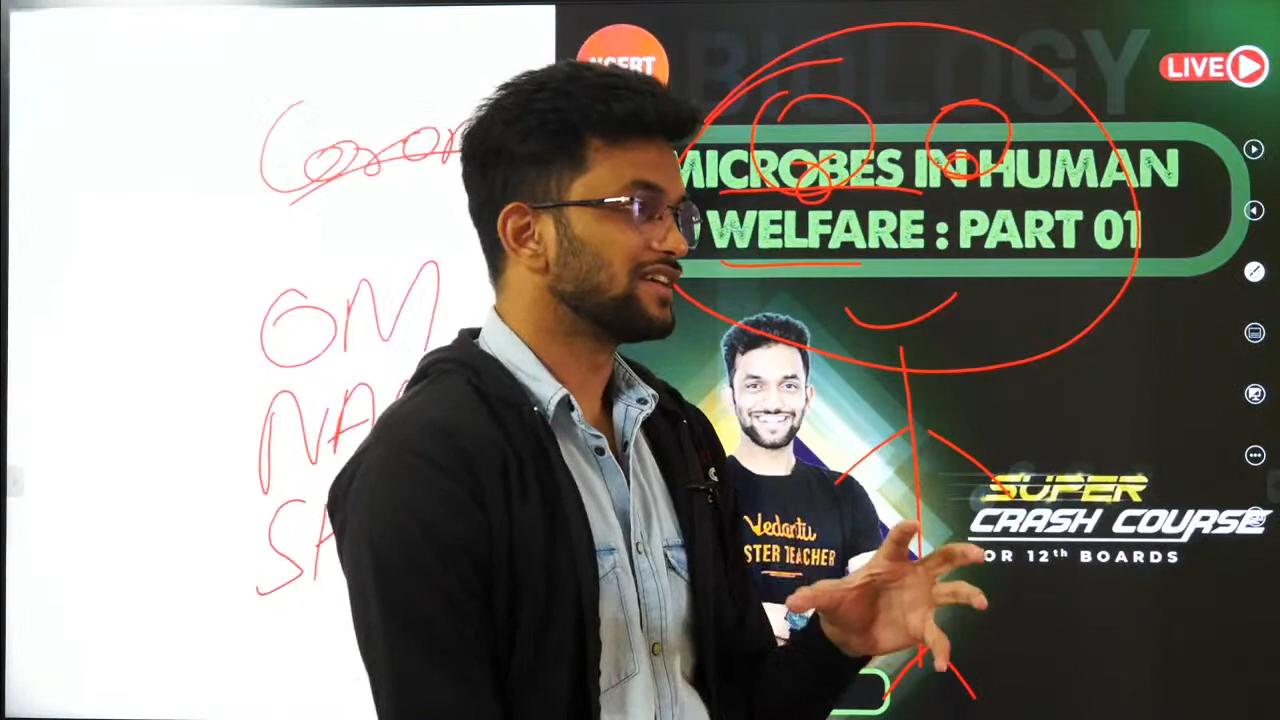 NCERT
BIOLOGY
LIVE
MICROBES IN HUMAN
WELFARE : PART 01
OM
Vedantu
STER TEACHER
SUPER
CRASH COURSE
OR 12th BOARDS